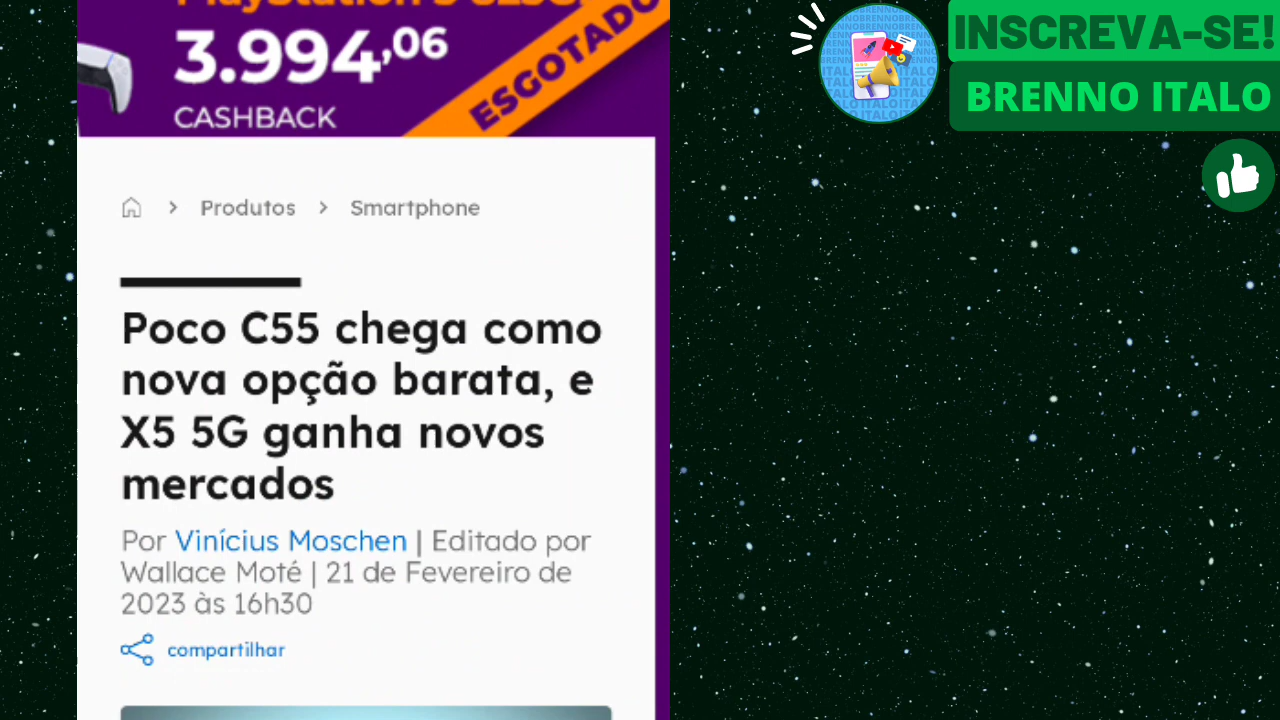 3.994,06
CASHBACK
ESGOTADO
INSCREVA-SE!
BRENNO ITALO
Produtos
Smartphone
Poco C55 chega como
nova opção barata, e
X5 5G ganha novos
mercados
Por Vinícius Moschen | Editado por
Wallace Moté | 21 de Fevereiro de
2023 às 16h30
compartilhar